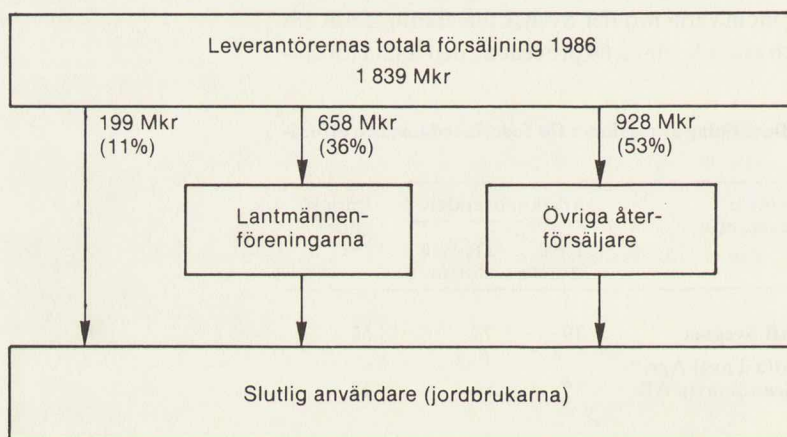 Leverantörernas totala försäljning 1986
1 839 Mkr
199 Mkr
(11%)
658 Mkr
(36%)
928 Mkr
(53%)
Lantmännen-
föreningarna
Övriga åter-
försäljare
Slutlig användare (jordbrukarna)